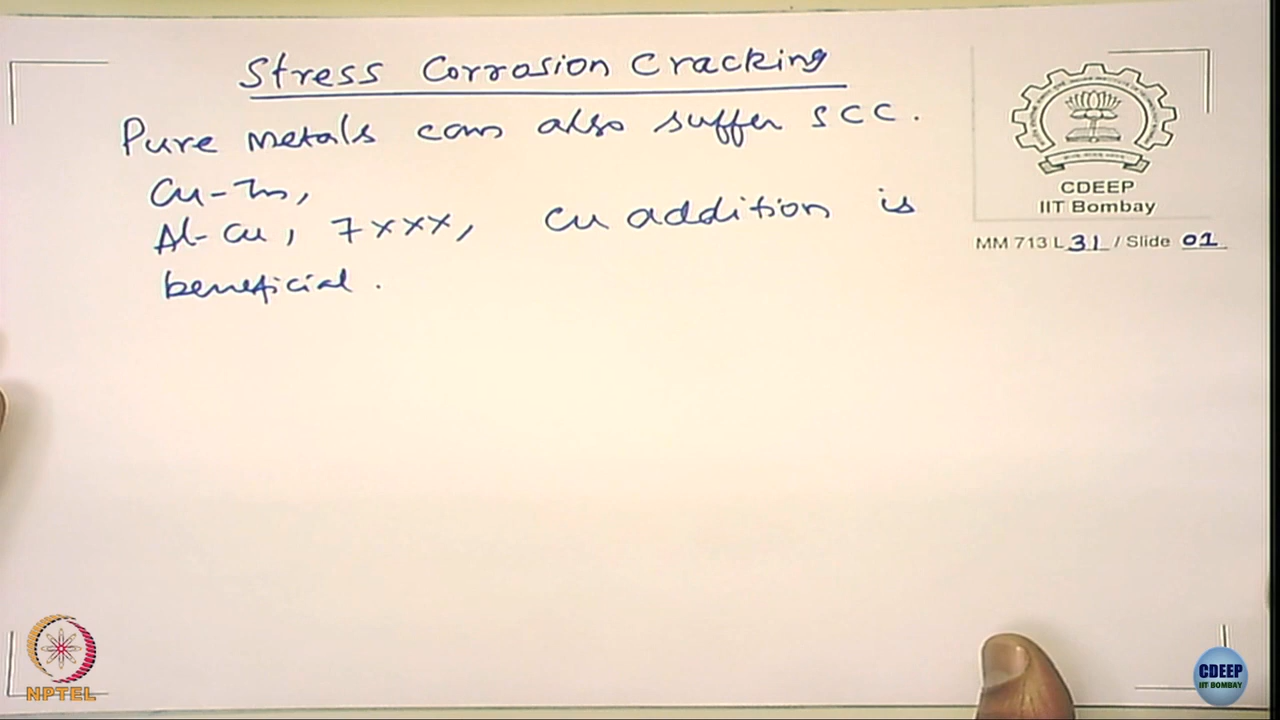 Stress Corrosion Cracking
Pure metals can also suffer SCC.
Cu-Zn,
Al-Cu, 7xxx, Cu addition is
beneficial.
CDEEP
IIT Bombay
MM 713 L 31 / Slide 01
NPTEL
CDEEP
IIT BOMBAY